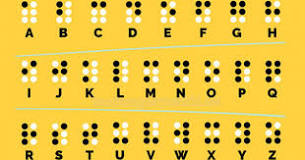 A B C D E F G H
I J K L M N O P Q
R S T U V W X Y Z